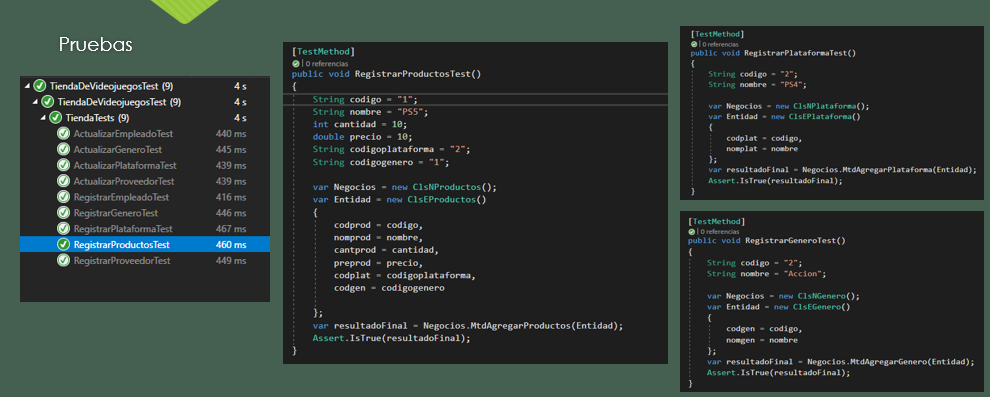 Pruebas
TiendaDeVideojuegosTest (9) 4 s
TiendaDeVideojuegosTest (9) 4 s
TiendaTests (9) 4 s
ActualizarEmpleadoTest 440 ms
ActualizarGeneroTest 445 ms
ActualizarPlataformaTest 439 ms
ActualizarProveedorTest 439 ms
RegistrarEmpleadoTest 416 ms
RegistrarGeneroTest 446 ms
RegistrarPlataformaTest 467 ms
RegistrarProductosTest 460 ms
RegistrarProveedorTest 449 ms
[TestMethod]
0 referencias
public void RegistrarProductosTest()
{
String codigo = "1";
String nombre = "PS5";
int cantidad = 10;
double precio = 10;
String codigoplataforma = "2";
String codigogenero = "1";
var Negocios = new ClsNProductos();
var Entidad = new ClsEProductos()
{
codprod = codigo,
nomprod = nombre,
cantprod = cantidad,
preprod = precio,
codplat = codigoplataforma,
codgen = codigogenero
};
var resultadoFinal = Negocios.MtdAgregarProductos(Entidad);
Assert.IsTrue(resultadoFinal);
}
[TestMethod]
0 referencias
public void RegistrarPlataformaTest()
{
String codigo = "2";
String nombre = "PS4";
var Negocios = new ClsNPlataforma();
var Entidad = new ClsEPlataforma()
{
codplat = codigo,
nomplat = nombre
};
var resultadoFinal = Negocios.MtdAgregarPlataforma(Entidad);
Assert.IsTrue(resultadoFinal);
}
[TestMethod]
0 referencias
public void RegistrarGeneroTest()
{
String codigo = "2";
String nombre = "Accion";
var Negocios = new ClsNGenero();
var Entidad = new ClsEGenero()
{
codgen = codigo,
nomgen = nombre
};
var resultadoFinal = Negocios.MtdAgregarGenero(Entidad);
Assert.IsTrue(resultadoFinal);
}